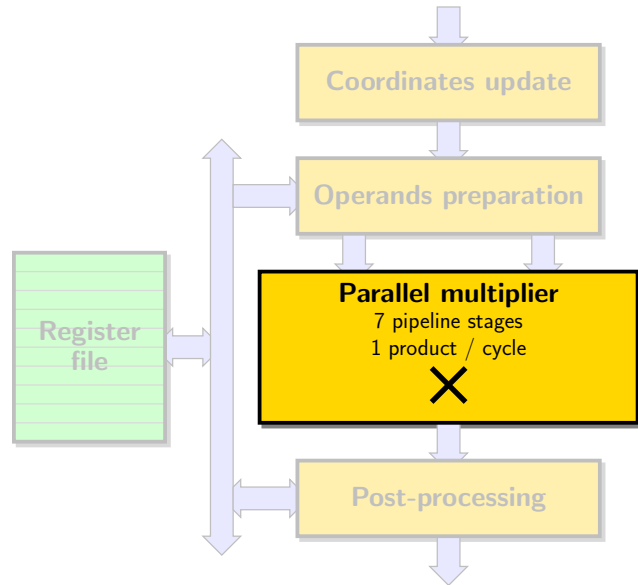 Coordinates update
Operands preparation
Parallel multiplier
7 pipeline stages
1 product / cycle
Register
file
Post-processing